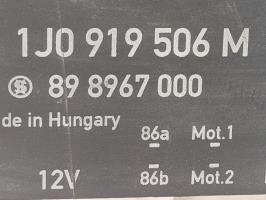 1J0 919 506 M
89 8967 000
de in Hungary
86a Mot.1
12V 86b Mot.2